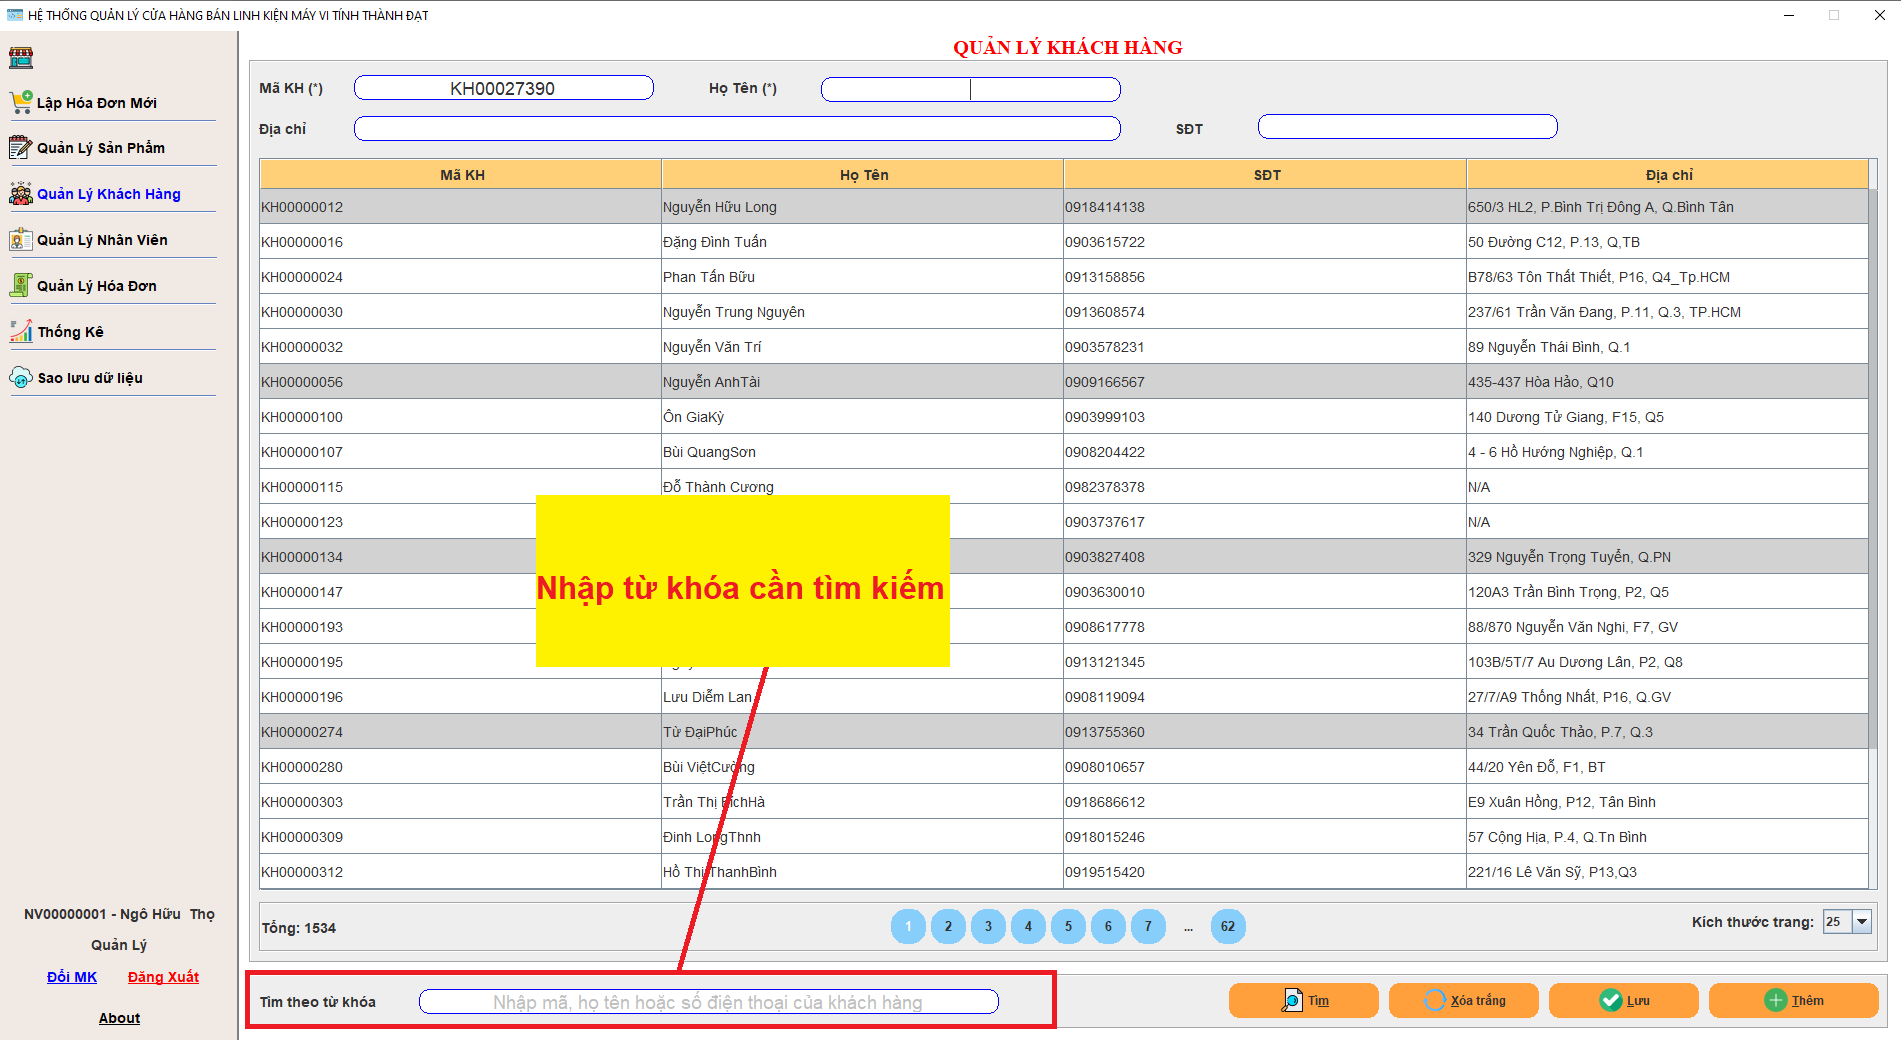 HỆ THỐNG QUẢN LÝ CỬA HÀNG BÁN LINH KIỆN MÁY VI TÍNH THÀNH ĐẠT
Lập Hóa Đơn Mới
Quản Lý Sản Phẩm
Quản Lý Khách Hàng
Quản Lý Nhân Viên
Quản Lý Hóa Đơn
Thống Kê
Sao lưu dữ liệu
NV00000001 - Ngô Hữu Thọ
Quản Lý
Đổi MK Đăng Xuất
About
QUẢN LÝ KHÁCH HÀNG
Mã KH (*) KH00027390 Họ Tên (*)
Địa chỉ SĐT
Mã KH Họ Tên SĐT Địa chỉ
KH00000012 Nguyễn Hữu Long 0918414138 650/3 HL2, P.Bình Trị Đông A, Q.Bình Tân
KH00000016 Đặng Đình Tuấn 0903615722 50 Đường C12, P.13, Q,TB
KH00000024 Phan Tấn Bữu 0913158856 B78/63 Tôn Thất Thiết, P16, Q4_Tp.HCM
KH00000030 Nguyễn Trung Nguyên 0913608574 237/61 Trần Văn Đang, P.11, Q.3, TP.HCM
KH00000032 Nguyễn Văn Trí 0903578231 89 Nguyễn Thái Bình, Q.1
KH00000056 Nguyễn AnhTài 0909166567 435-437 Hòa Hảo, Q10
KH00000100 Ôn GiaKỳ 0903999103 140 Dương Tử Giang, F15, Q5
KH00000107 Bùi QuangSơn 0908204422 4 - 6 Hồ Hướng Nghiệp, Q.1
KH00000115 Đỗ Thành Cương 0982378378 N/A
KH00000123 0903737617 N/A
KH00000134 0903827408 329 Nguyễn Trọng Tuyển, Q.PN
KH00000147 0903630010 120A3 Trần Bình Trọng, P2, Q5
KH00000193 0908617778 88/870 Nguyễn Văn Nghi, F7, GV
KH00000195 0913121345 103B/5T/7 Au Dương Lân, P2, Q8
KH00000196 Lưu Diễm Lan 0908119094 27/7/A9 Thống Nhất, P16, Q.GV
KH00000274 Từ ĐạiPhúc 0913755360 34 Trần Quốc Thảo, P.7, Q.3
KH00000280 Bùi ViệtCường 0908010657 44/20 Yên Đỗ, F1, BT
KH00000303 Trần Thị BíchHà 0918686612 E9 Xuân Hồng, P12, Tân Bình
KH00000309 Đinh LongThnh 0918015246 57 Cộng Hịa, P.4, Q.Tn Bình
KH00000312 Hồ Thị ThanhBình 0919515420 221/16 Lê Văn Sỹ, P13,Q3
Nhập từ khóa cần tìm kiếm
Tổng: 1534 1 2 3 4 5 6 7 ... 62 Kích thước trang: 25
Tìm theo từ khóa Nhập mã, họ tên hoặc số điện thoại của khách hàng Tìm Xóa trắng Lưu Thêm